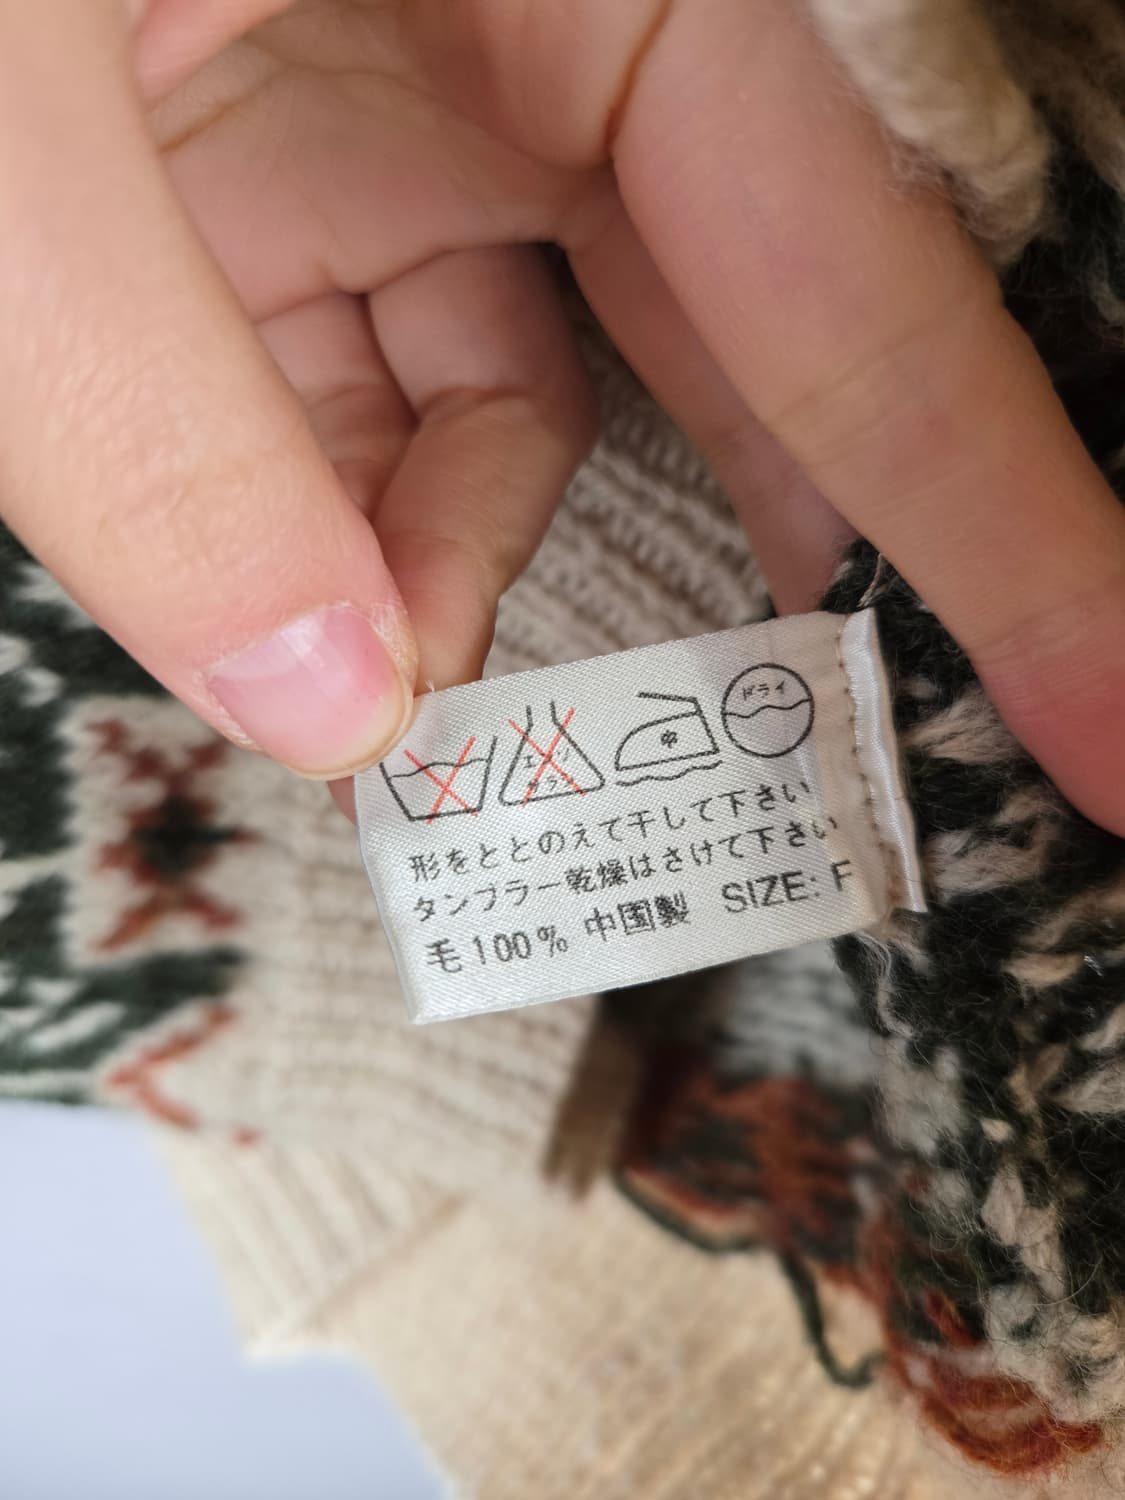 中 ドライ
形をととのえて干して下さい
タンブラー乾燥はさけて下さい
毛100% 中国製 SIZE: F